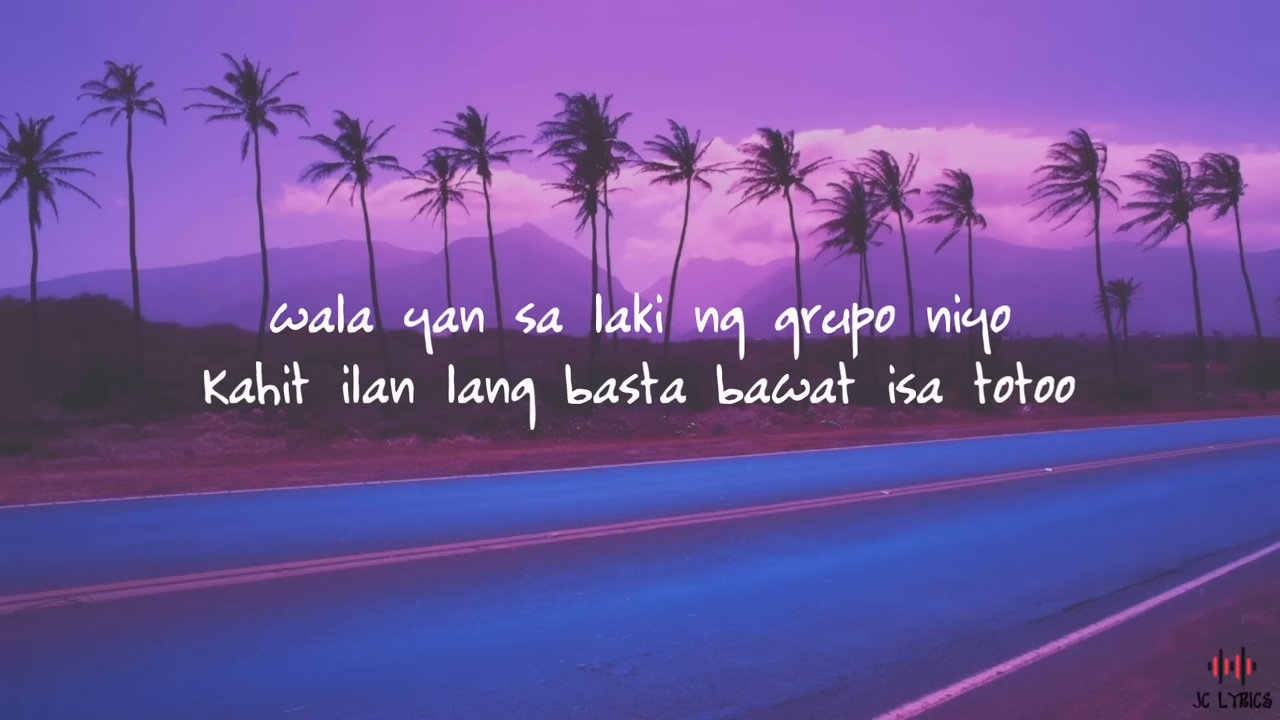 wala yan sa laki ng grupo niyo
Kahit ilan lang basta bawat isa totoo
JC LYRICS